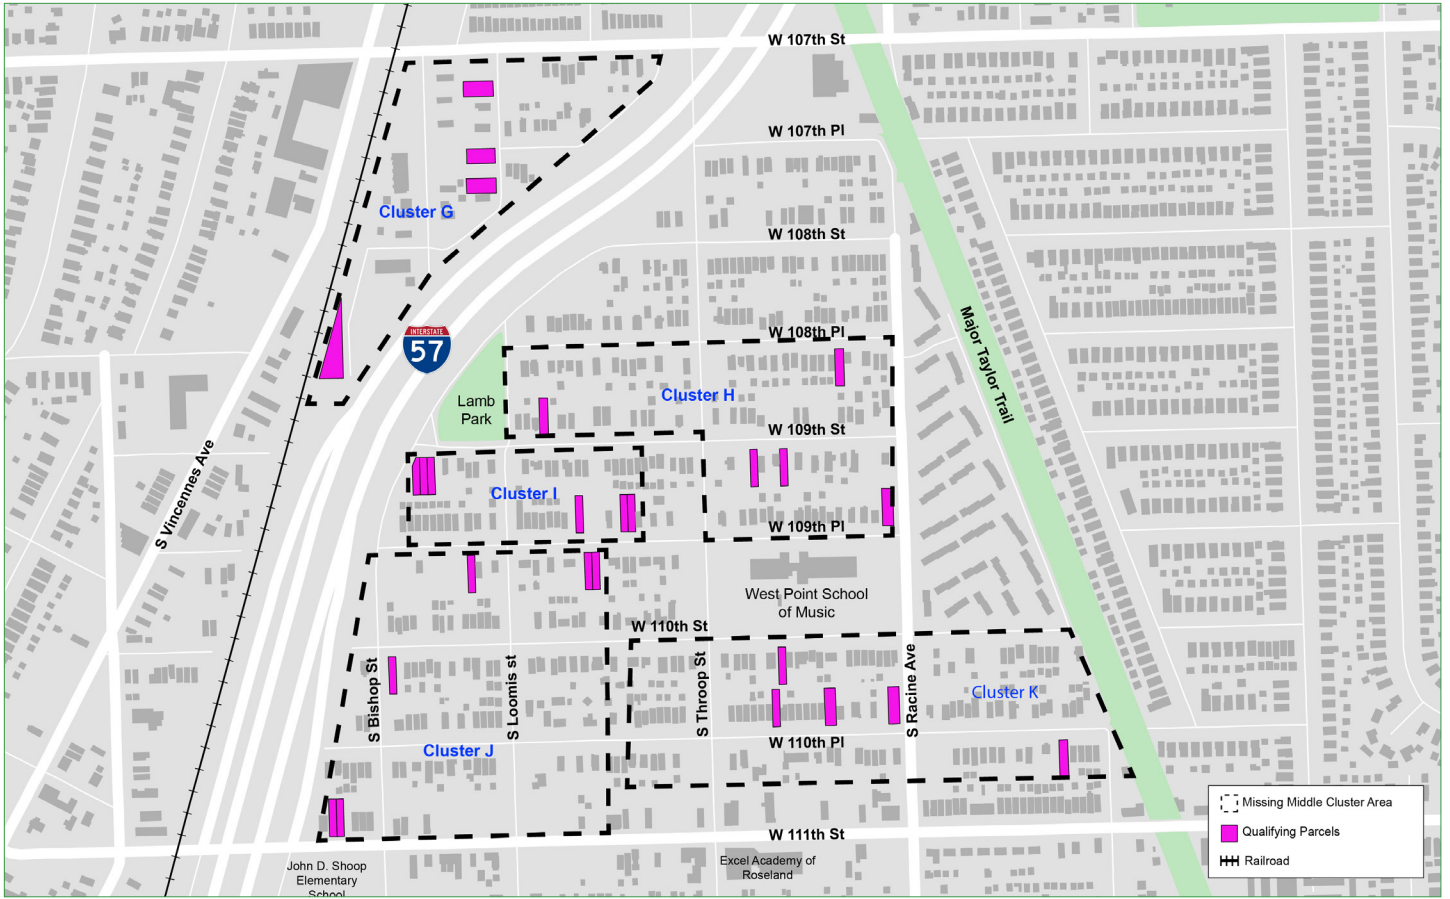 W 107th St
W 107th Pl
Cluster G
W 108th St
Major Taylor Trail
INTERSTATE
57
W 108th Pl
Lamb
Park
Cluster H
W 109th St
S Vincennes Ave
Cluster I
W 109th Pl
West Point School
of Music
W 110th St
S Bishop St
S Loomis st
S Throop St
S Racine Ave
Cluster K
W 110th Pl
Cluster J
W 111th St
John D. Shoop
Elementary
School
Excel Academy of
Roseland
Missing Middle Cluster Area
Qualifying Parcels
Railroad